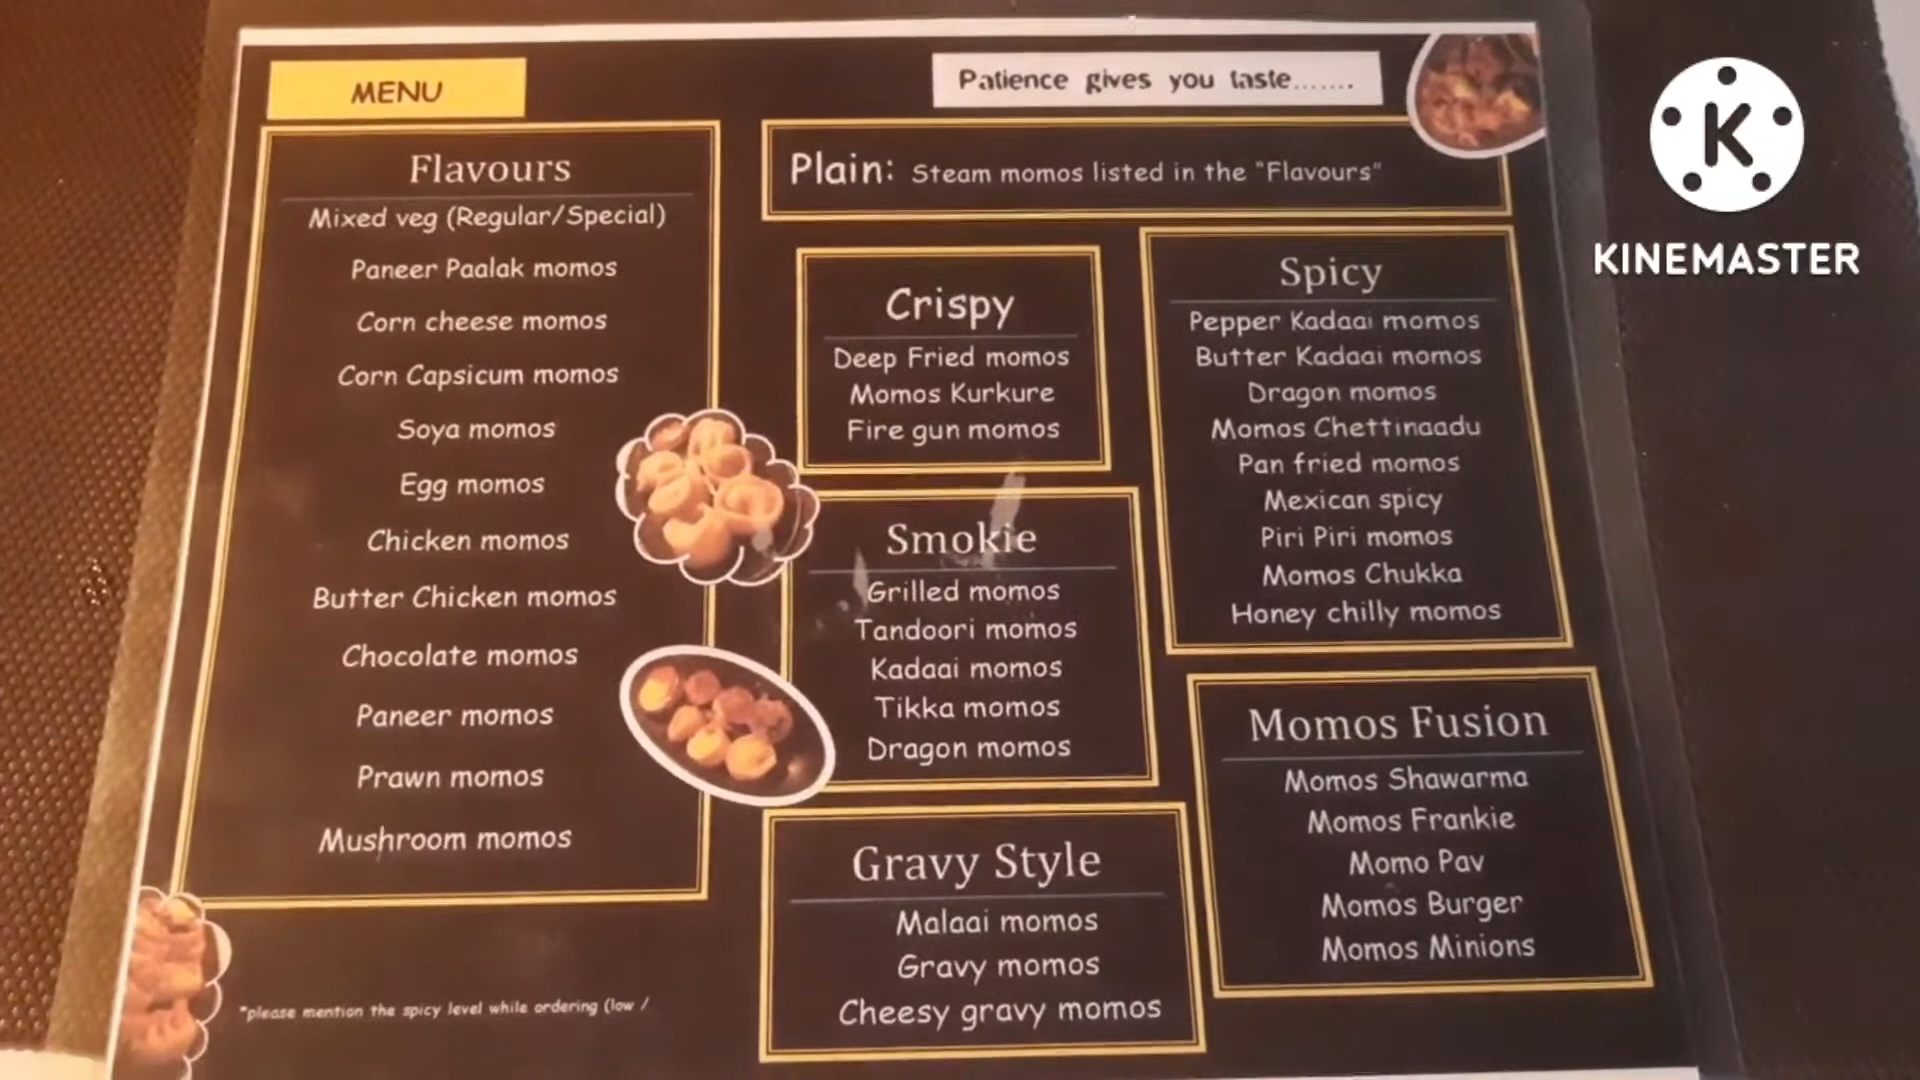 MENU
Patience gives you taste.......
Flavours
Mixed veg (Regular/Special)
Paneer Paalak momos
Corn cheese momos
Corn Capsicum momos
Soya momos
Egg momos
Chicken momos
Butter Chicken momos
Chocolate momos
Paneer momos
Prawn momos
Mushroom momos
*please mention the spicy level while ordering (low /
Plain: Steam momos listed in the "Flavours"
Crispy
Deep Fried momos
Momos Kurkure
Fire gun momos
Smokie
Grilled momos
Tandoori momos
Kadaai momos
Tikka momos
Dragon momos
Gravy Style
Malaai momos
Gravy momos
Cheesy gravy momos
Spicy
Pepper Kadaai momos
Butter Kadaai momos
Dragon momos
Momos Chettinaadu
Pan fried momos
Mexican spicy
Piri Piri momos
Momos Chukka
Honey chilly momos
Momos Fusion
Momos Shawarma
Momos Frankie
Momo Pav
Momos Burger
Momos Minions
K
KINEMASTER